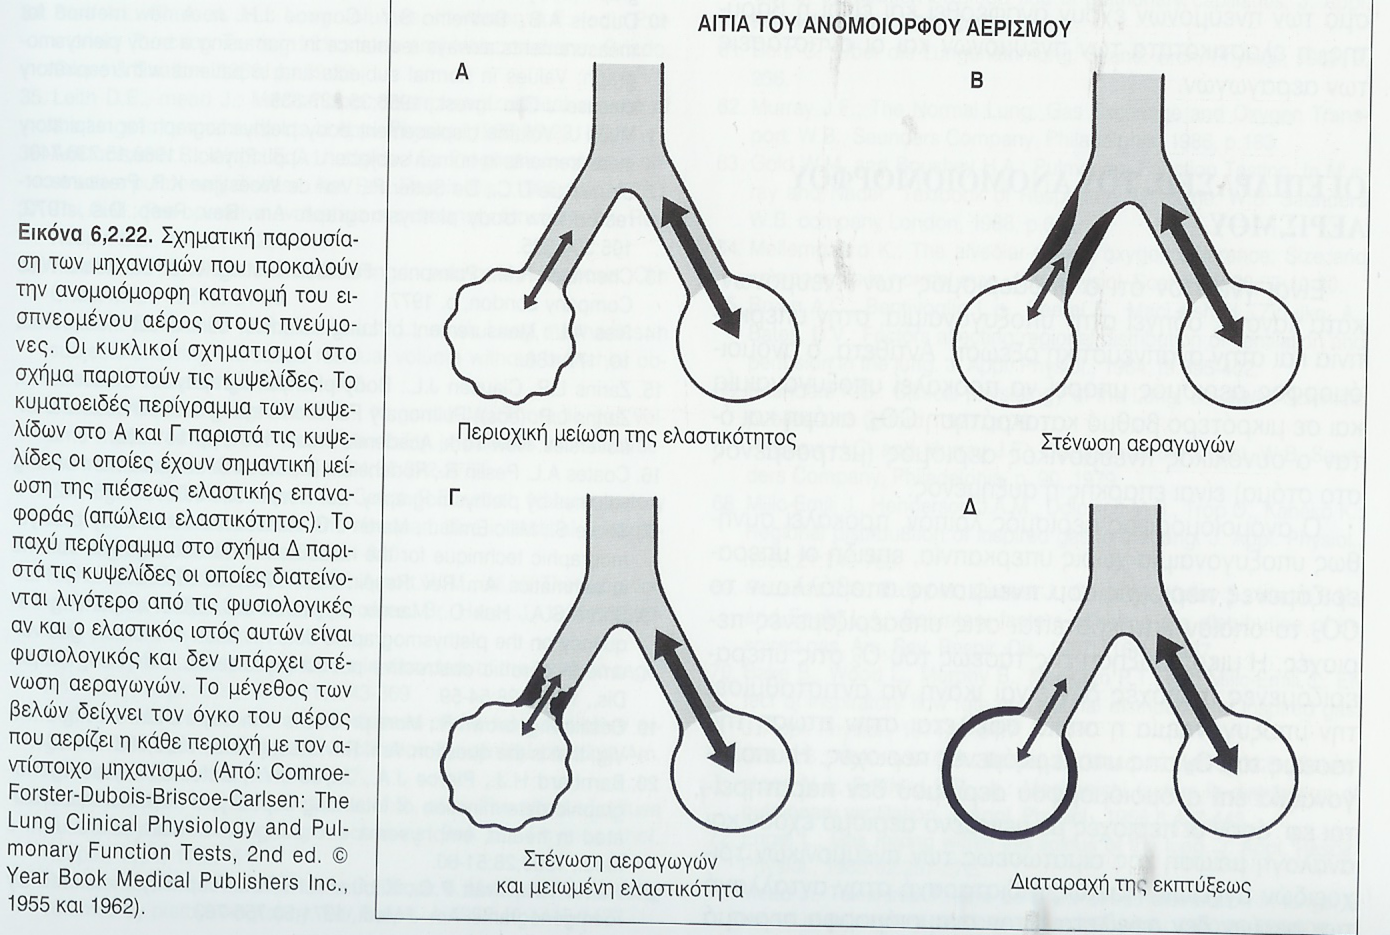 ΑΙΤΙΑ ΤΟΥ ΑΝΟΜΟΙΟΡΦΟΥ ΑΕΡΙΣΜΟΥ
Α
Β
Περιοχική μείωση της ελαστικότητος
Στένωση αεραγωγών
Γ
Δ
Στένωση αεραγωγών
και μειωμένη ελαστικότητα
Διαταραχή της εκπτύξεως
Εικόνα 6,2.22. Σχηματική παρουσία-
ση των μηχανισμών που προκαλούν
την ανομοιόμορφη κατανομή του ει-
σπνεομένου αέρος στους πνεύμο-
νες. Οι κυκλικοί σχηματισμοί στο
σχήμα παριστούν τις κυψελίδες. Το
κυματοειδές περίγραμμα των κυψε-
λίδων στο Α και Γ παριστά τις κυψε-
λίδες οι οποίες έχουν σημαντική μεί-
ωση της πιέσεως ελαστικής επανα-
φοράς (απώλεια ελαστικότητος). Το
παχύ περίγραμμα στο σχήμα Δ παρι-
στά τις κυψελίδες οι οποίες διατείνο-
νται λιγότερο από τις φυσιολογικές
αν και ο ελαστικός ιστός αυτών είναι
φυσιολογικός και δεν υπάρχει στέ-
νωση αεραγωγών. Το μέγεθος των
βελών δείχνει τον όγκο του αέρος
που αερίζει η κάθε περιοχή με τον α-
ντίστοιχο μηχανισμό. (Από: Comroe-
Forster-Dubois-Briscoe-Carlsen: The
Lung Clinical Physiology and Pul-
monary Function Tests, 2nd ed. ©
Year Book Medical Publishers Inc.,
1955 και 1962).